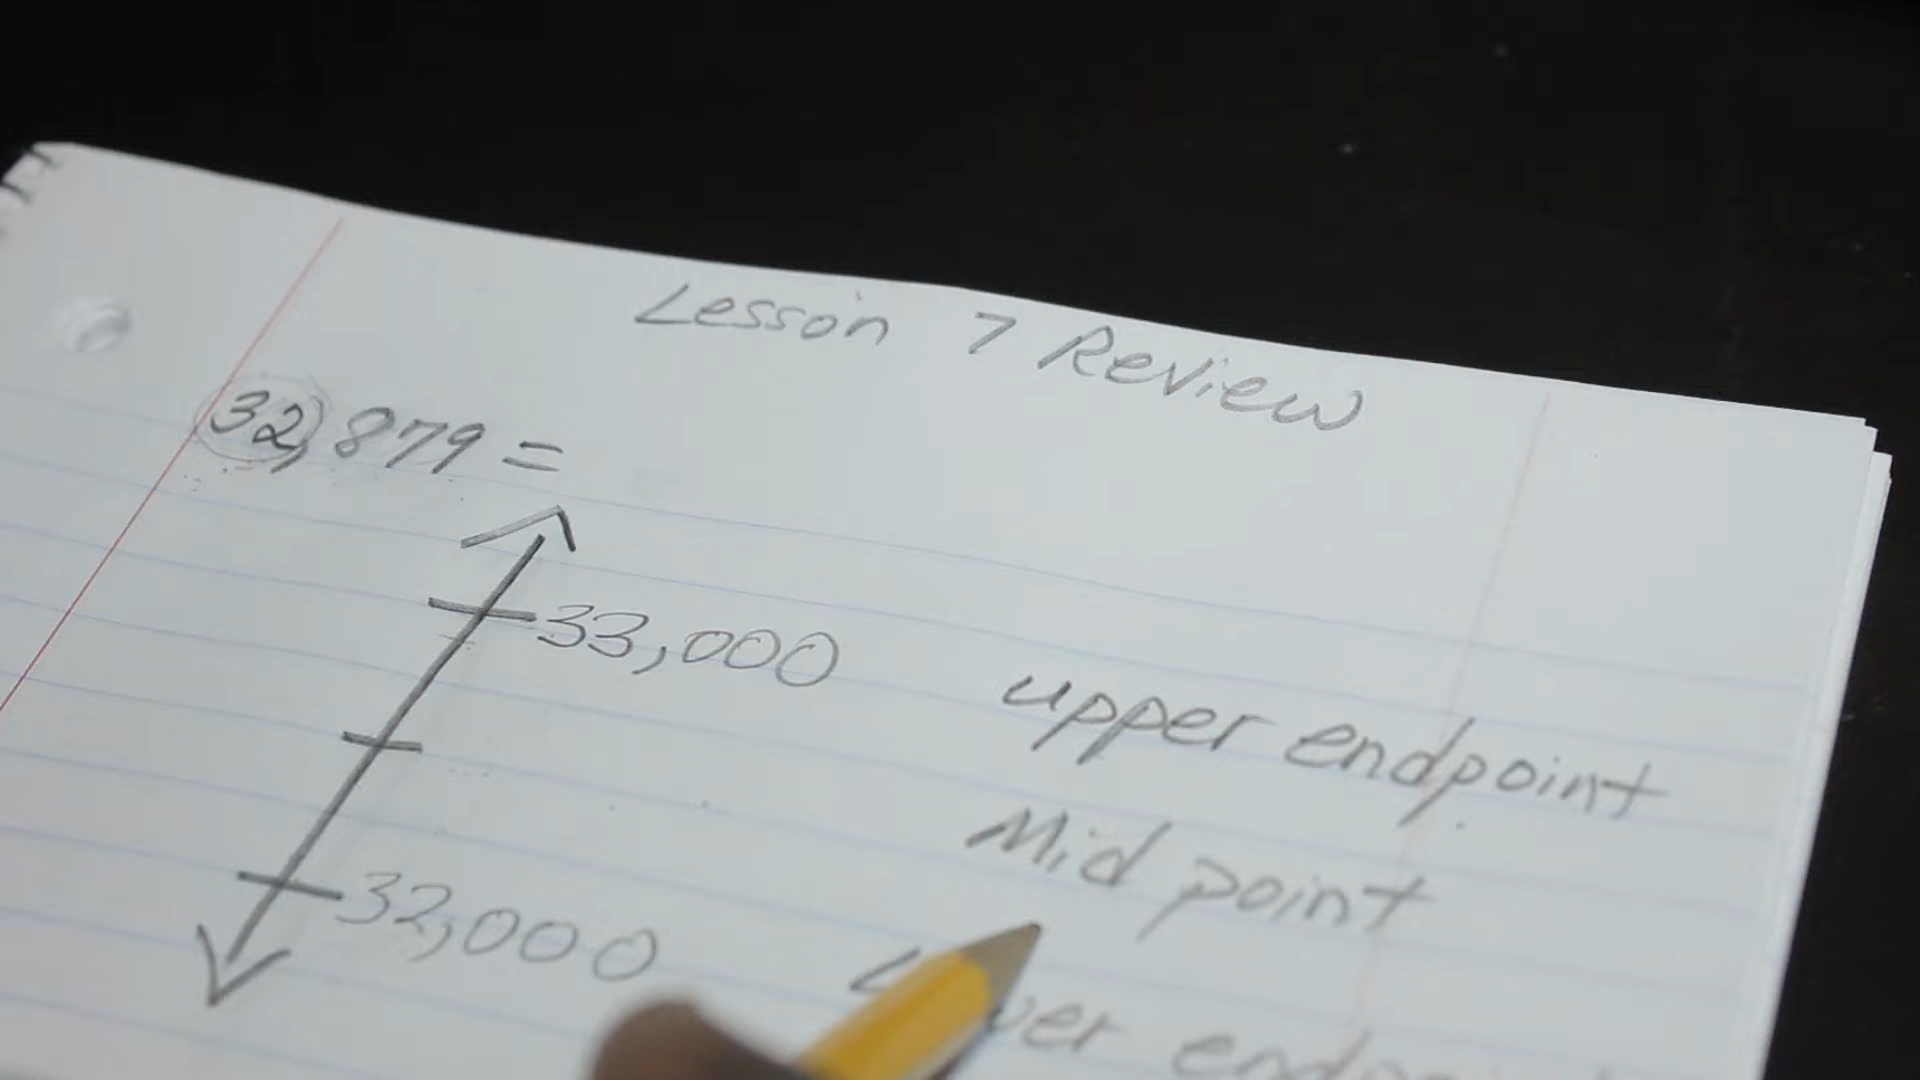 Lesson 7 Review
32,879 =
33,000
upper endpoint
Mid point
32,000